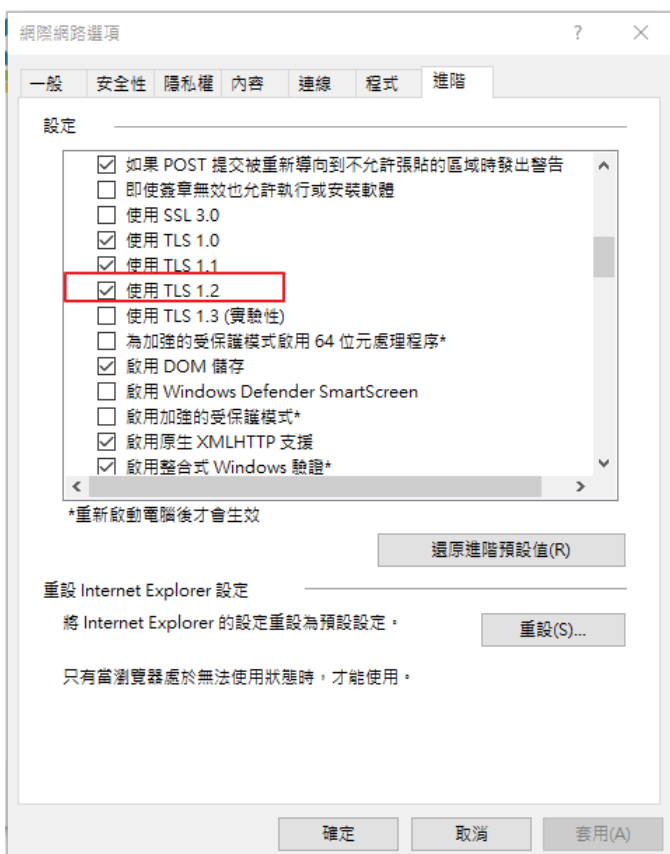 網際網路選項
?
一般 安全性 隱私權 內容 連線 程式 進階
設定
如果 POST 提交被重新導向到不允許張貼的區域時發出警告
即使簽章無效也允許執行或安裝軟體
使用 SSL 3.0
使用 TLS 1.0
使用 TLS 1.1
使用 TLS 1.2
使用 TLS 1.3 (實驗性)
為加強的受保護模式啟用 64 位元處理程序*
啟用 DOM 儲存
啟用 Windows Defender SmartScreen
啟用加強的受保護模式*
啟用原生 XMLHTTP 支援
啟用整合式 Windows 驗證*
*重新啟動電腦後才會生效
還原進階預設值(R)
重設 Internet Explorer 設定
將 Internet Explorer 的設定重設為預設設定。
重設(S)...
只有當瀏覽器處於無法使用狀態時，才能使用。
確定 取消 套用(A)